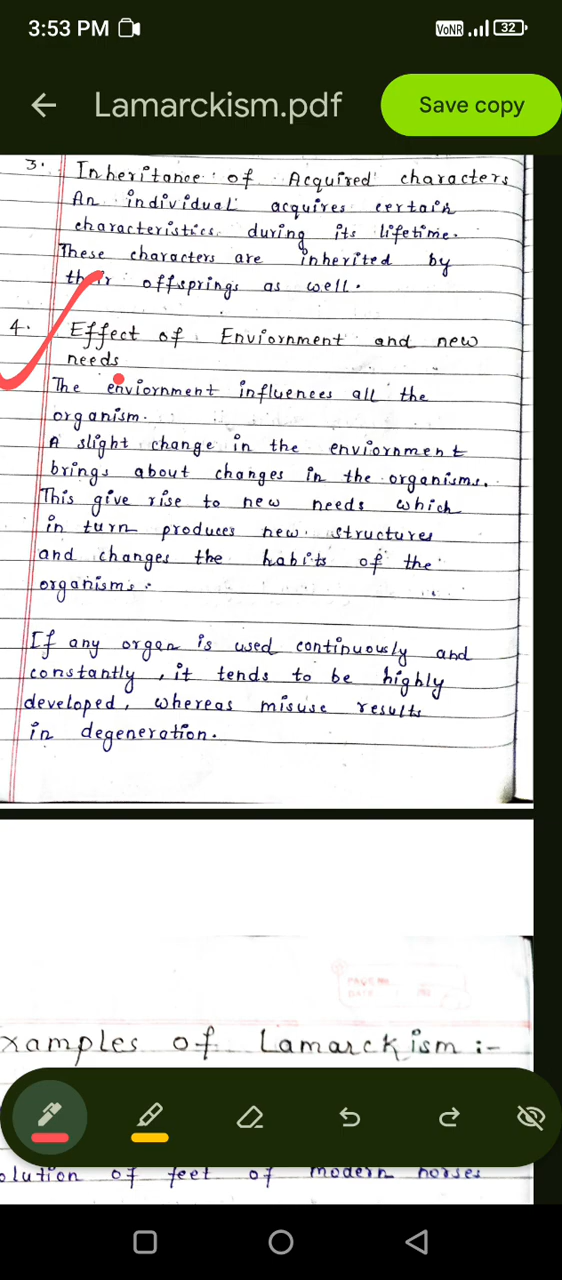 3:53 PM
VoNR 32
Lamarckism.pdf
Save copy
3. Inheritance of Acquired characters
An individual acquires certain
characteristics during its lifetime.
These characters are inherited by
their offsprings as well.
4. Effect of Enviornment and new
needs
The enviornment influences all the
organism.
A slight change in the enviornment
brings about changes in the organisms.
This give rise to new needs which
in turn produces new structures
and changes the habits of the
organisms.
If any organ is used continuously and
constantly, it tends to be highly
developed, whereas misuse results
in degeneration.
xamples of Lamarckism :-
olution of feet of modern horses